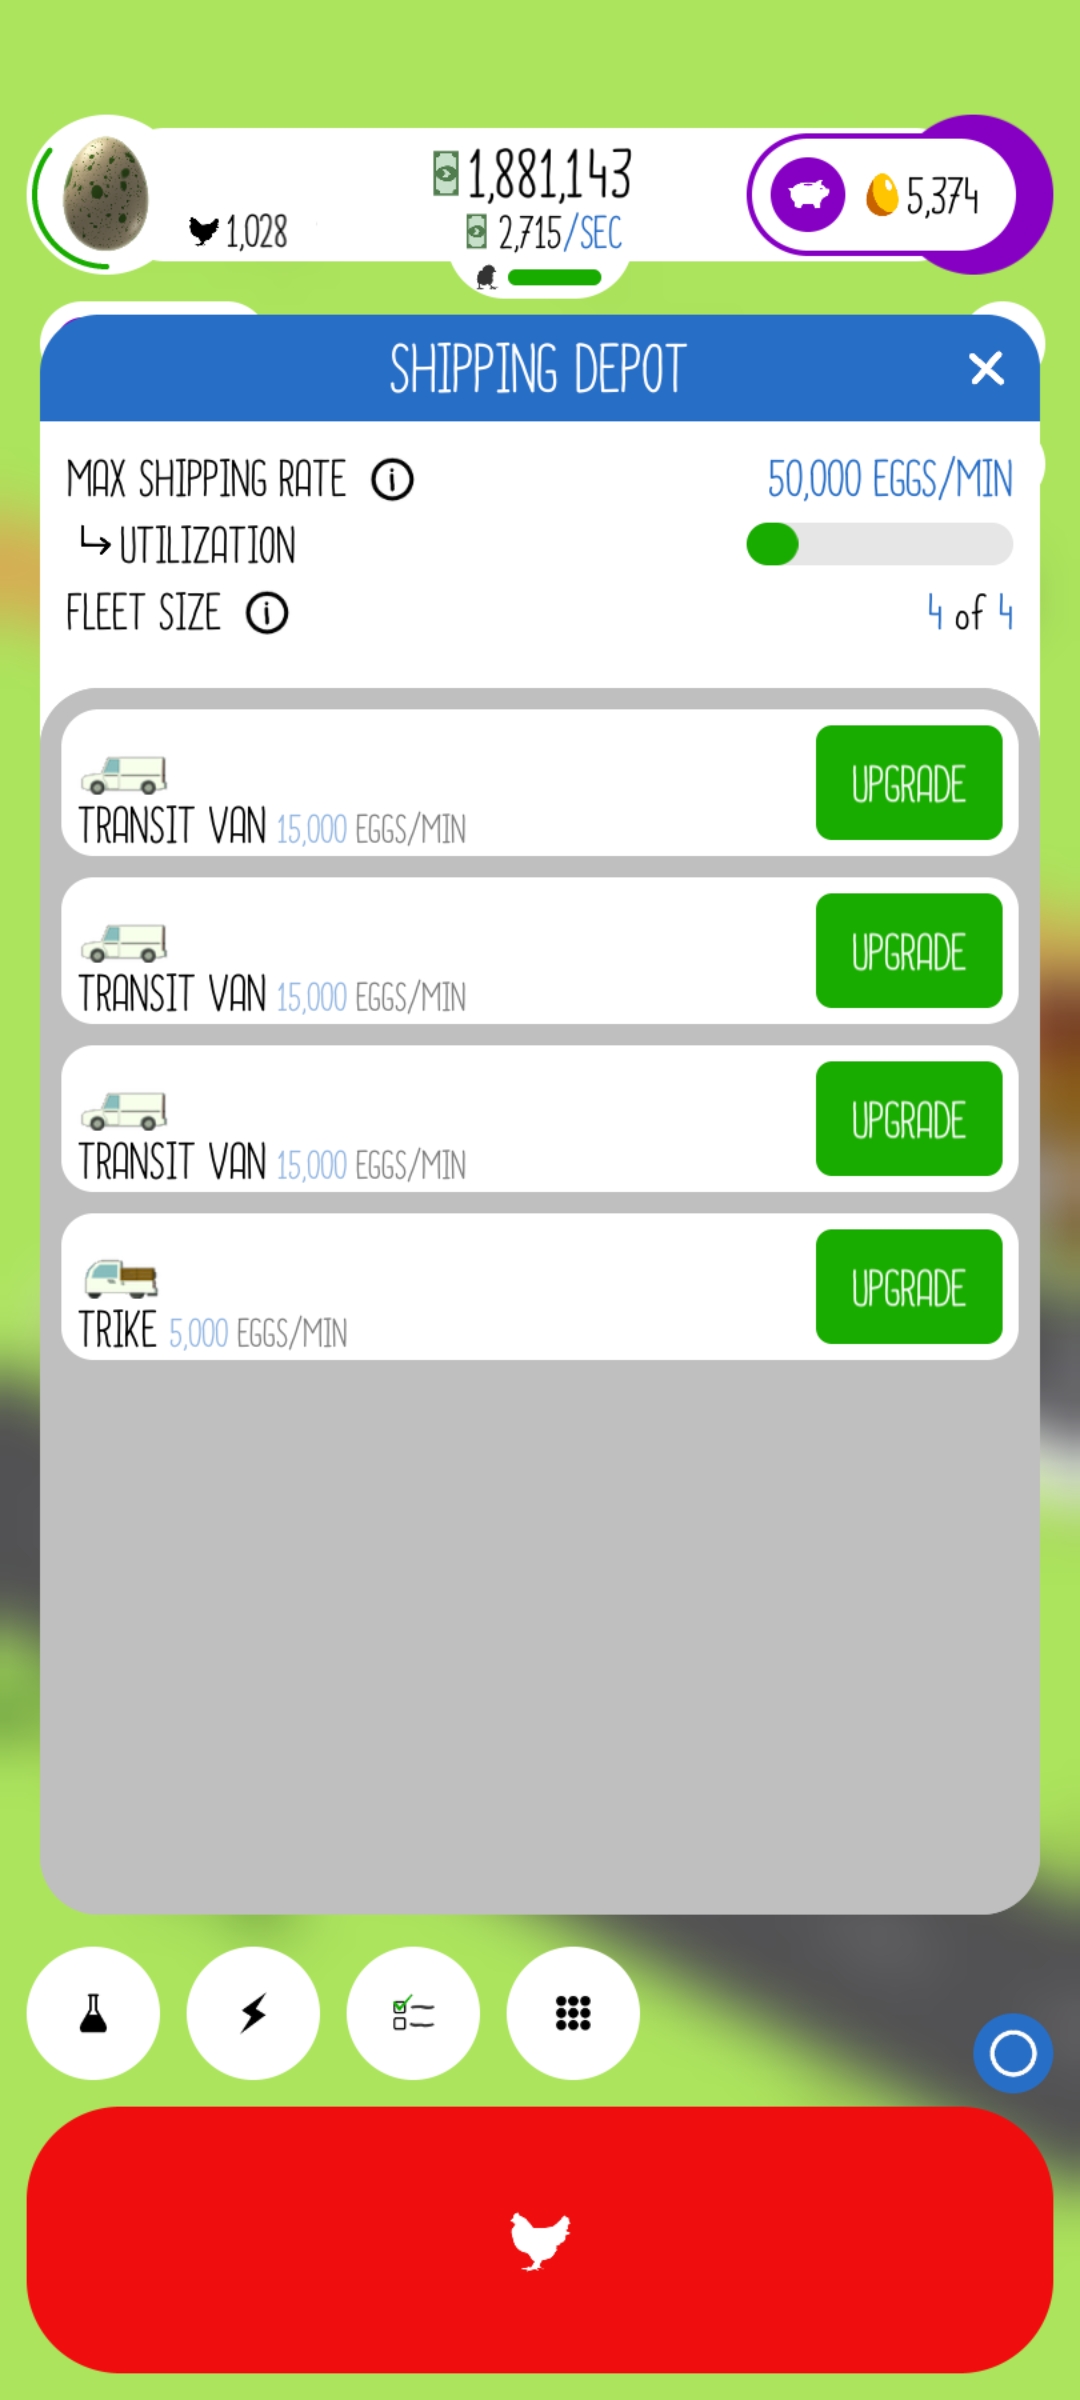 1,881,143
1,028
2,715/SEC
5,374
SHIPPING DEPOT
MAX SHIPPING RATE
50,000 EGGS/MIN
UTILIZATION
FLEET SIZE
4 of 4
TRANSIT VAN 15,000 EGGS/MIN
UPGRADE
TRANSIT VAN 15,000 EGGS/MIN
UPGRADE
TRANSIT VAN 15,000 EGGS/MIN
UPGRADE
TRIKE 5,000 EGGS/MIN
UPGRADE